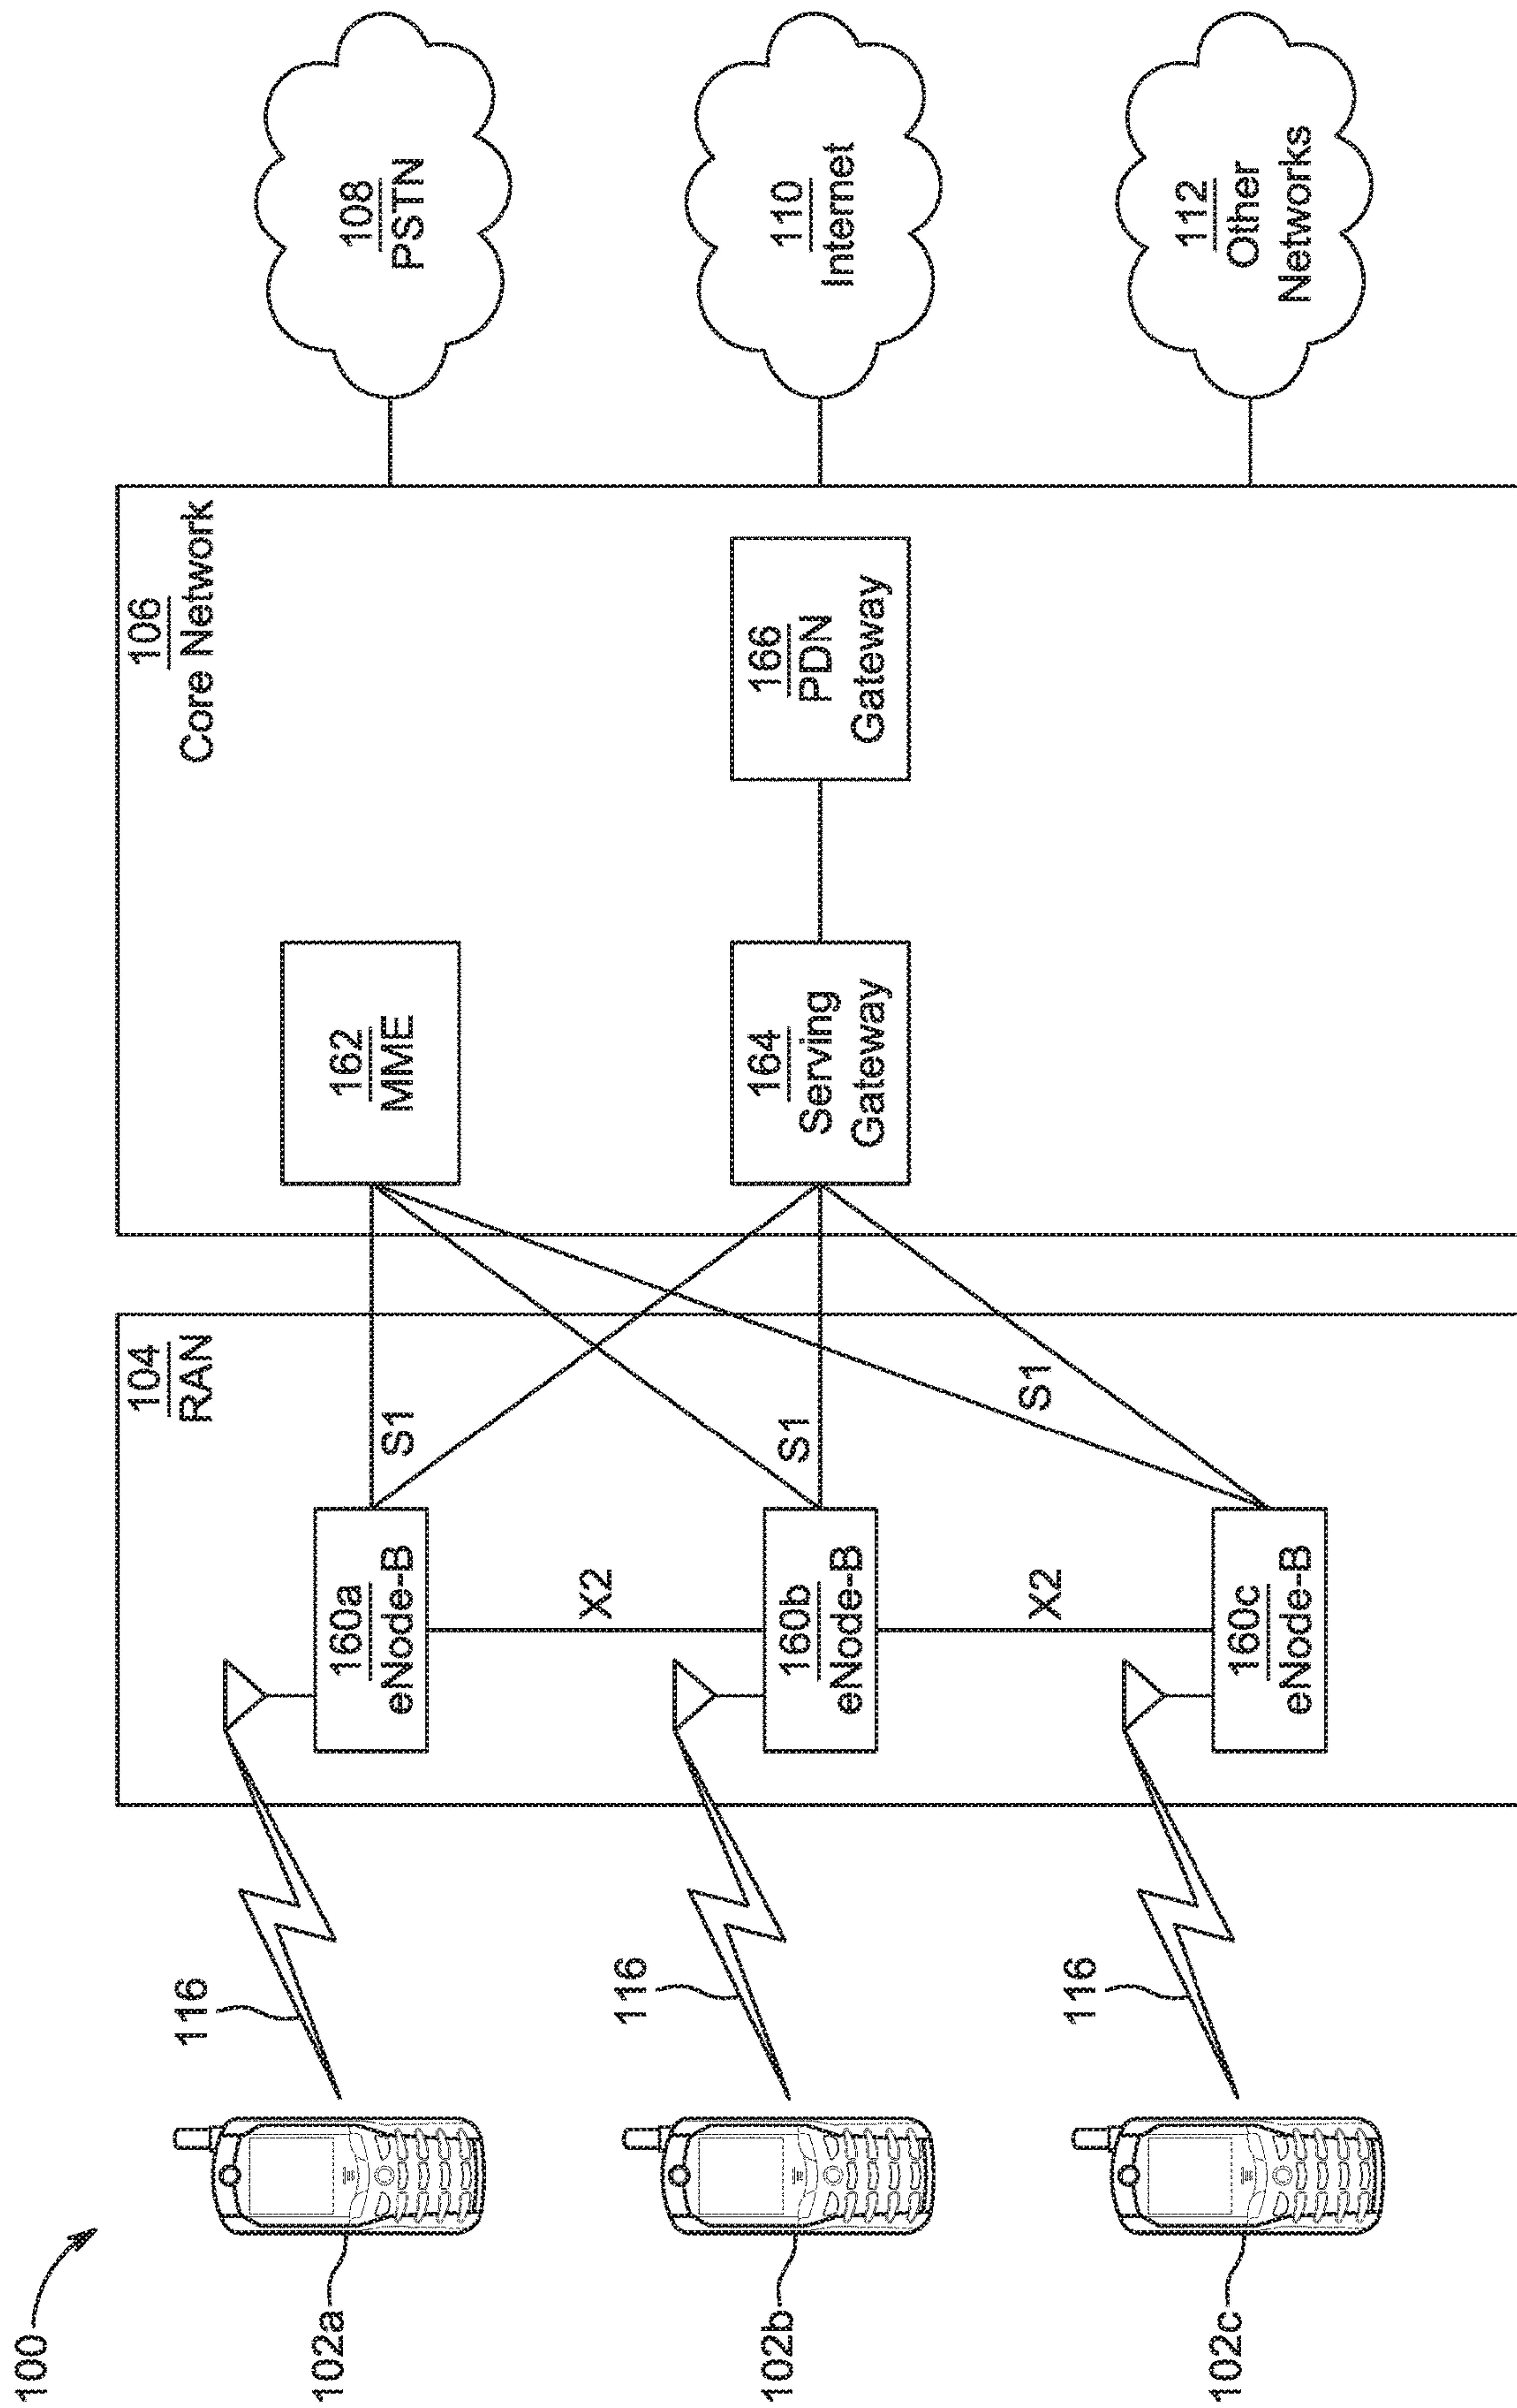 100
102a
116
160a
eNode-B
S1
104
RAN
162
MME
106
Core Network
108
PSTN
X2
102b
116
160b
eNode-B
S1
164
Serving
Gateway
166
PDN
Gateway
110
Internet
X2
102c
116
160c
eNode-B
S1
112
Other
Networks